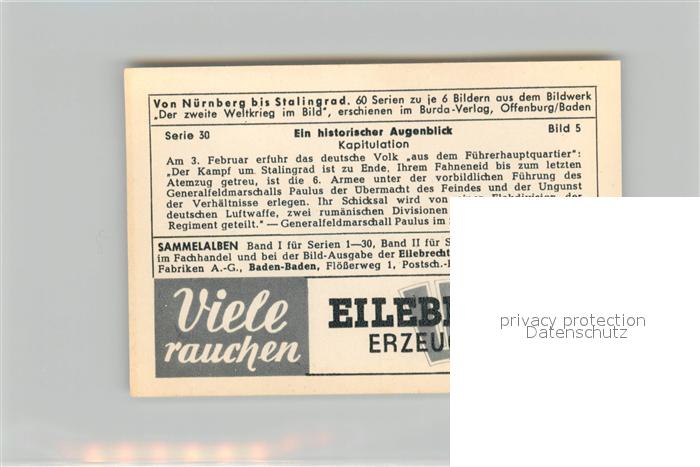 Von Nürnberg bis Stalingrad. 60 Serien zu je 6 Bildern aus dem Bildwerk
„Der zweite Weltkrieg im Bild", erschienen im Burda-Verlag, Offenburg/Baden
Serie 30 Ein historischer Augenblick Bild 5
Kapitulation
Am 3. Februar erfuhr das deutsche Volk „aus dem Führerhauptquartier":
„Der Kampf um Stalingrad ist zu Ende. Ihrem Fahneneid bis zum letzten
Atemzug getreu, ist die 6. Armee unter der vorbildlichen Führung des
Generalfeldmarschalls Paulus der Übermacht des Feindes und der Ungunst
der Verhältnisse erlegen. Ihr Schicksal wird von einer Flakdivision der
deutschen Luftwaffe, zwei rumänischen Divisionen
Regiment geteilt." — Generalfeldmarschall Paulus im
SAMMELALBEN Band I für Serien 1—30, Band II für
im Fachhandel und bei der Bild-Ausgabe der Eilebrecht
Fabriken A.-G., Baden-Baden, Flößerweg 1, Postsch.-
Viele
rauchen
EILEB
ERZEU
privacy protection
Datenschutz